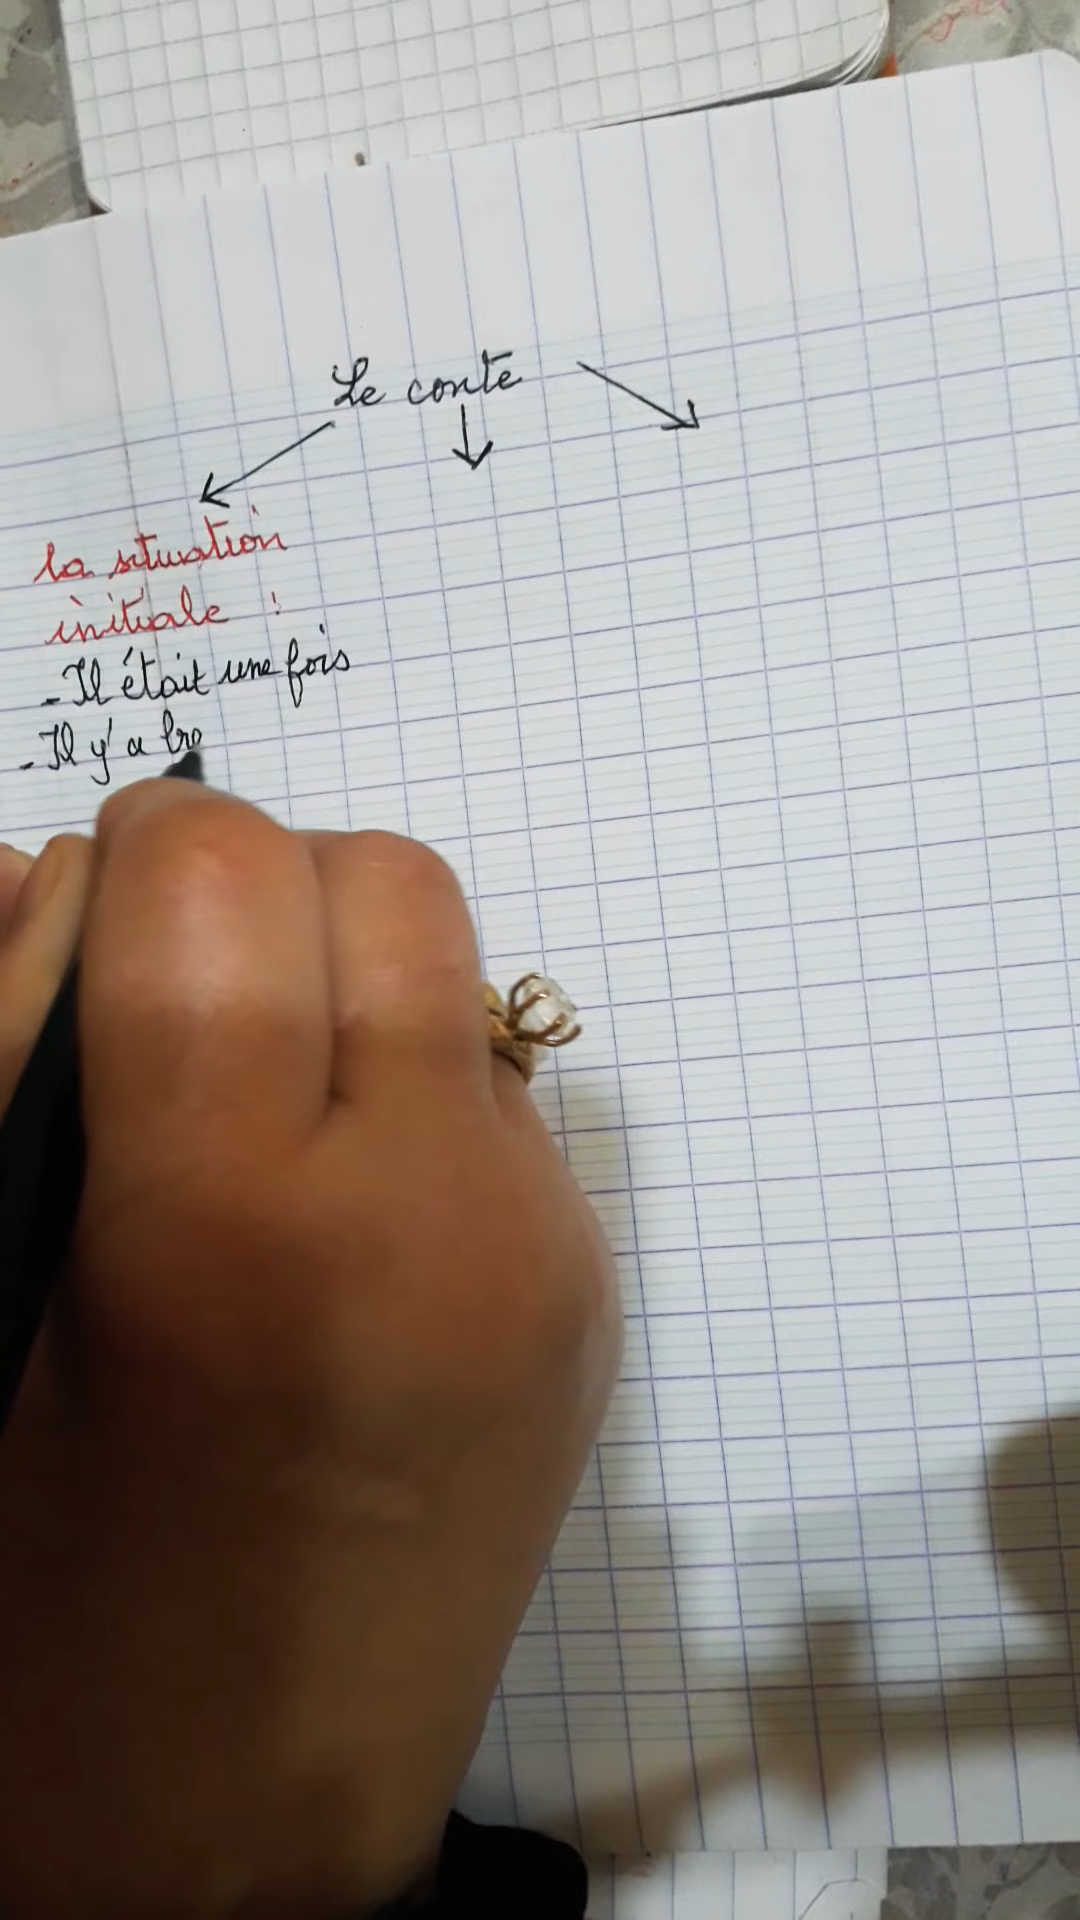 Le conte
la situation
initiale :
- Il était une fois
- Il y'a